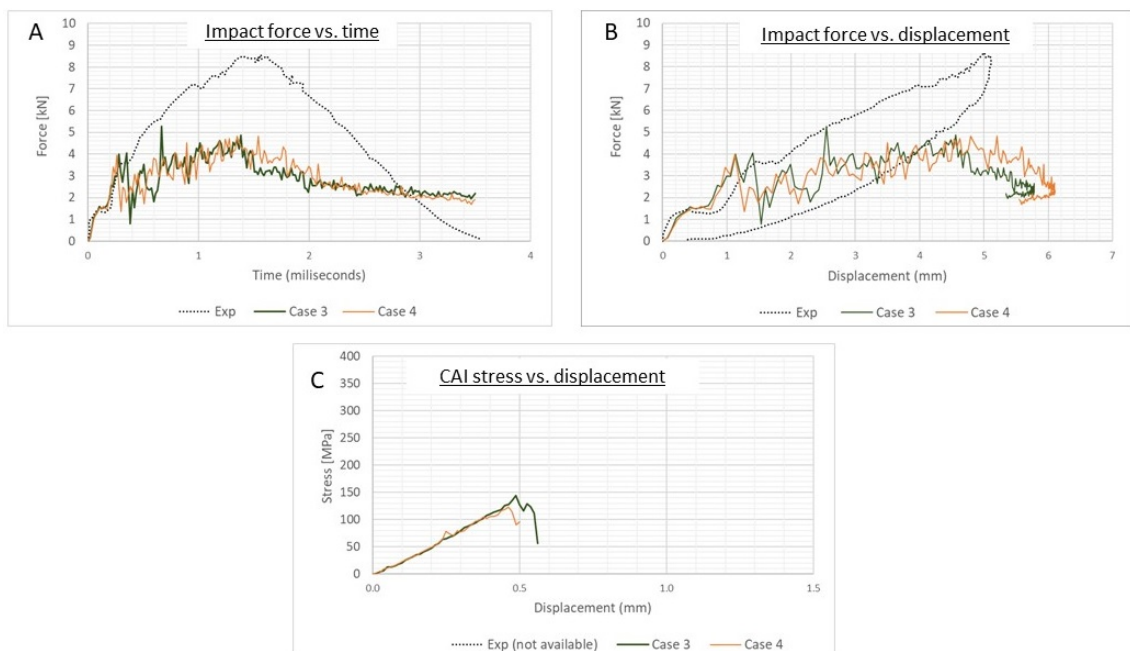 A
Impact force vs. time
10
9
8
7
6
5
4
3
2
1
0
Force [kN]
0 1 2 3 4
Time (miliseconds)
Exp Case 3 Case 4
B
Impact force vs. displacement
10
9
8
7
6
5
4
3
2
1
0
Force [kN]
0 1 2 3 4 5 6 7
Displacement (mm)
Exp Case 3 Case 4
C
CAI stress vs. displacement
400
350
300
250
200
150
100
50
0
Stress [MPa]
0.0 0.5 1.0 1.5
Displacement (mm)
Exp (not available) Case 3 Case 4